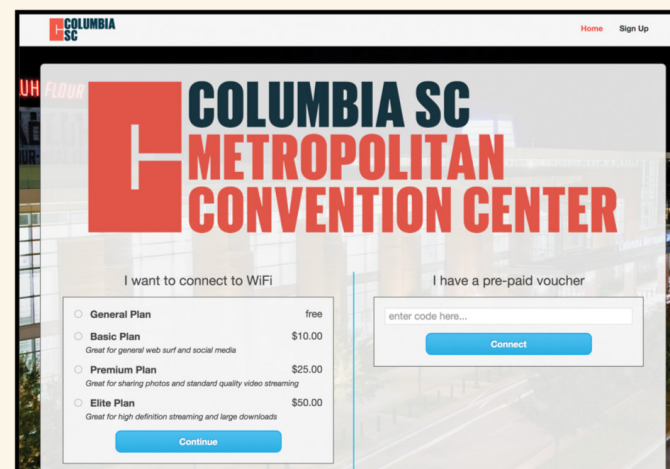 COLUMBIA
SC
Home
Sign Up
FLOUR
COLUMBIA SC
METROPOLITAN
CONVENTION CENTER
I want to connect to WiFi
General Plan free
Basic Plan $10.00
Great for general web surf and social media
Premium Plan $25.00
Great for sharing photos and standard quality video streaming
Elite Plan $50.00
Great for high definition streaming and large downloads
Continue
I have a pre-paid voucher
enter code here...
Connect